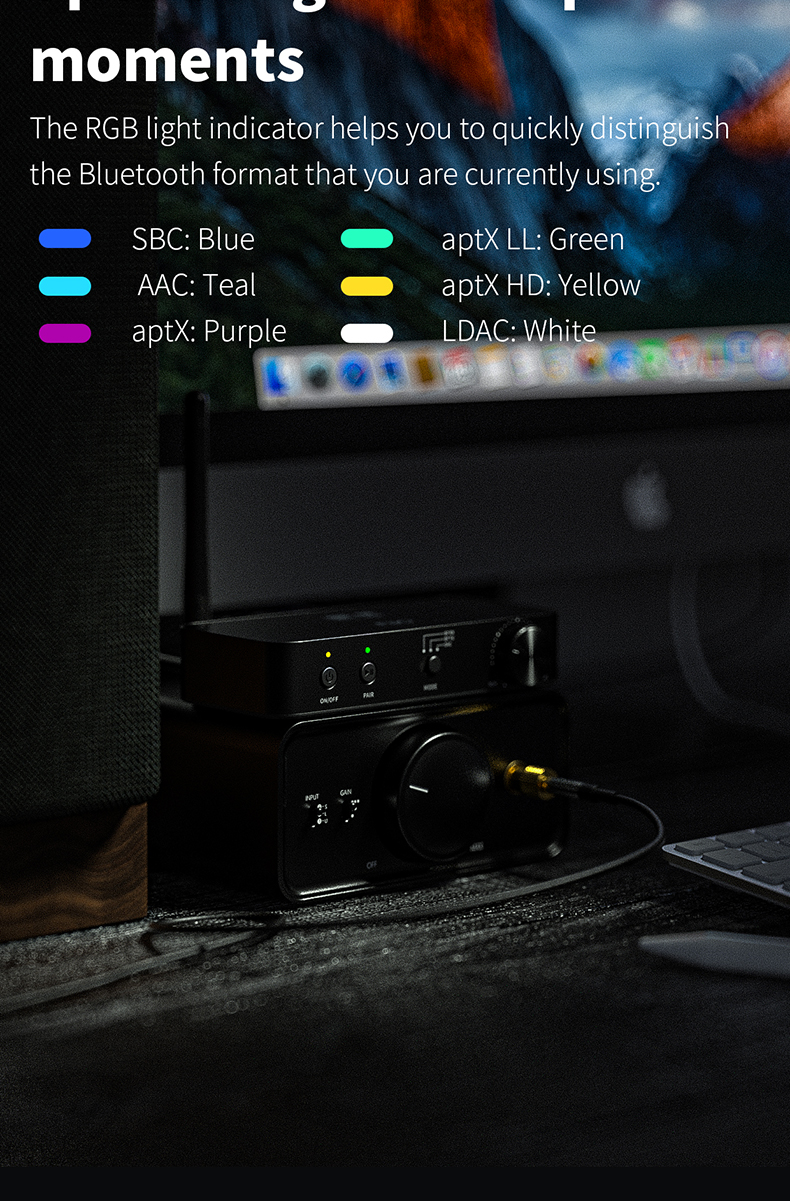 moments
The RGB light indicator helps you to quickly distinguish
the Bluetooth format that you are currently using.
SBC: Blue aptX LL: Green
AAC: Teal aptX HD: Yellow
aptX: Purple LDAC: White
ON/OFF PAIR MODE
INPUT GAIN
OFF